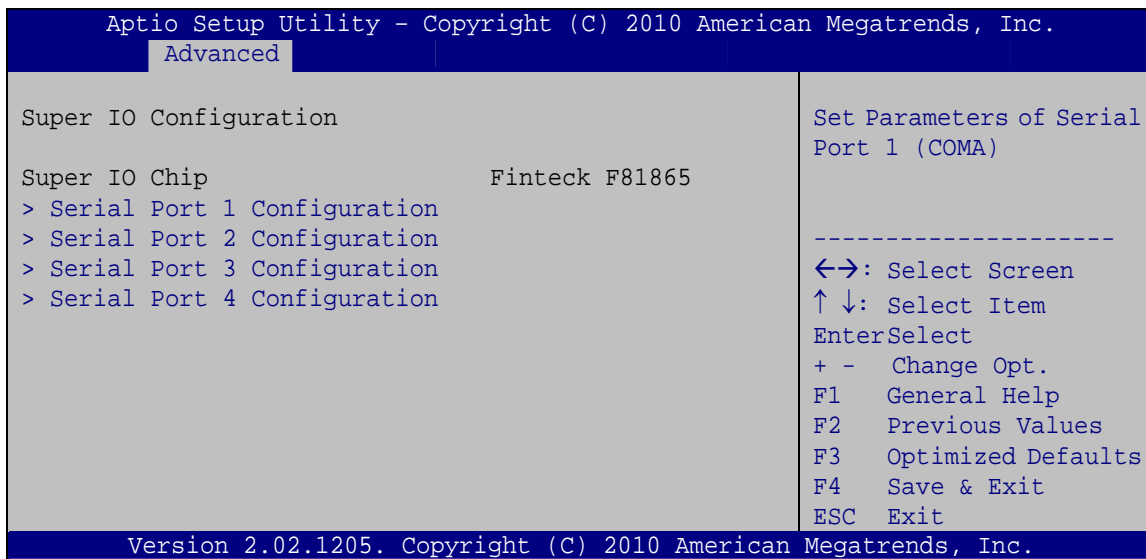 Aptio Setup Utility – Copyright (C) 2010 American Megatrends, Inc.
Advanced
Super IO Configuration
Super IO Chip Finteck F81865
> Serial Port 1 Configuration
> Serial Port 2 Configuration
> Serial Port 3 Configuration
> Serial Port 4 Configuration
Set Parameters of Serial
Port 1 (COMA)
---------------------
←→: Select Screen
↑ ↓: Select Item
EnterSelect
+ - Change Opt.
F1 General Help
F2 Previous Values
F3 Optimized Defaults
F4 Save & Exit
ESC Exit
Version 2.02.1205. Copyright (C) 2010 American Megatrends, Inc.